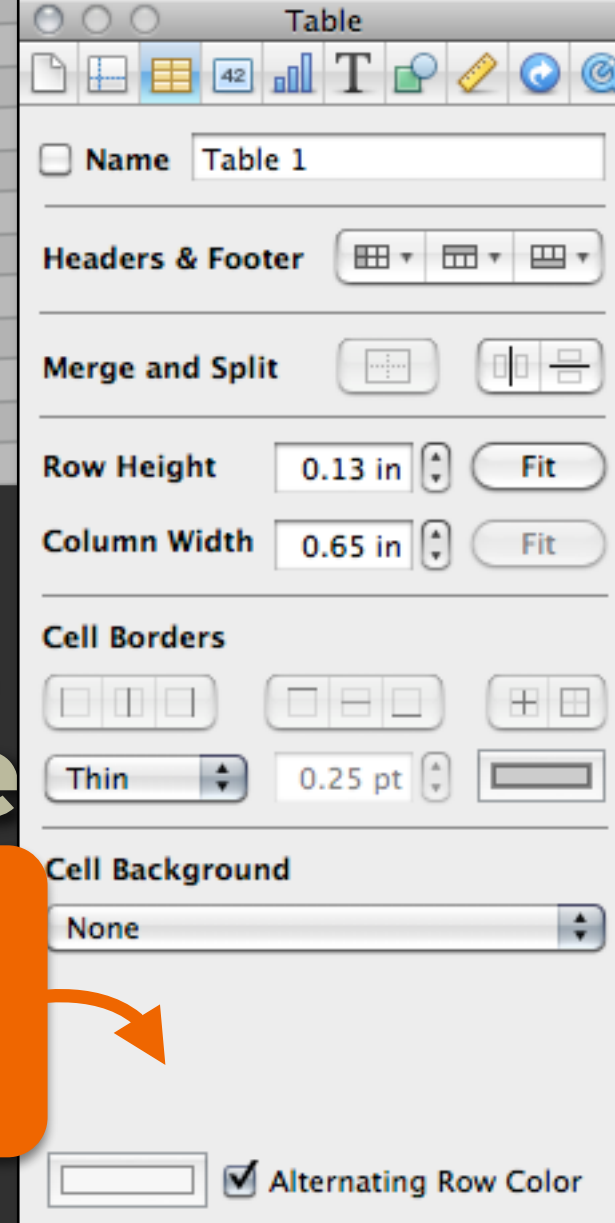 Table
42
T
Name Table 1
Headers & Footer
Merge and Split
Row Height 0.13 in Fit
Column Width 0.65 in Fit
Cell Borders
Thin 0.25 pt
e
Cell Background
None
Alternating Row Color